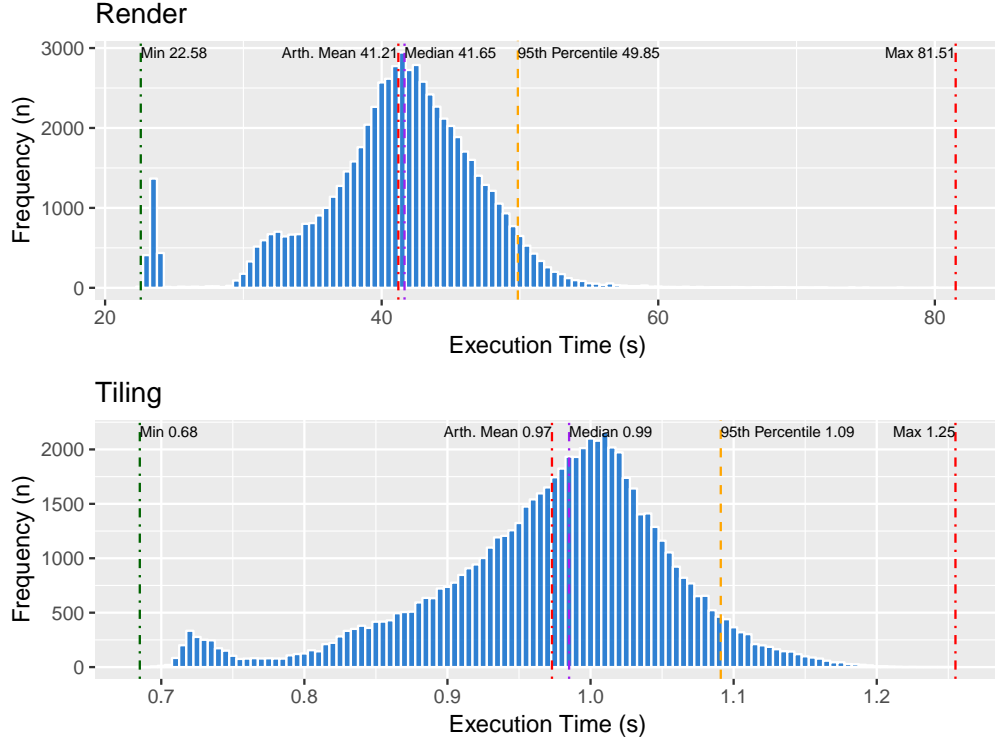 Render
Min 22.58
Arth. Mean 41.21
Median 41.65
95th Percentile 49.85
Max 81.51
3000
2000
1000
0
Frequency (n)
20
40
60
80
Execution Time (s)
Tiling
Min 0.68
Arth. Mean 0.97
Median 0.99
95th Percentile 1.09
Max 1.25
2000
1500
1000
500
0
Frequency (n)
0.7
0.8
0.9
1.0
1.1
1.2
Execution Time (s)